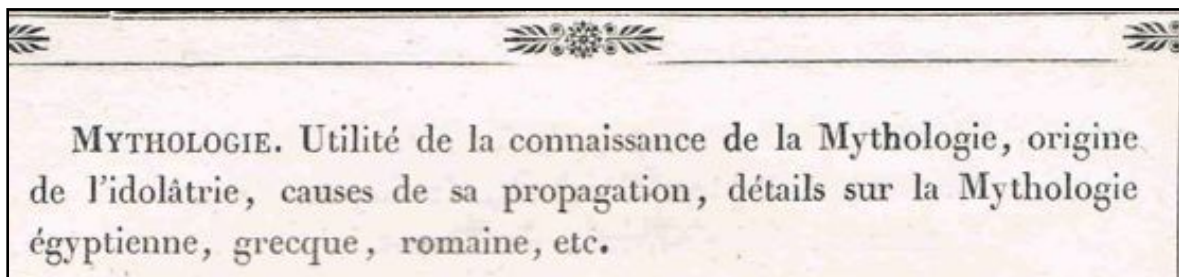 MYTHOLOGIE. Utilité de la connaissance de la Mythologie, origine
de l'idolâtrie, causes de sa propagation, détails sur la Mythologie
égyptienne, grecque, romaine, etc.